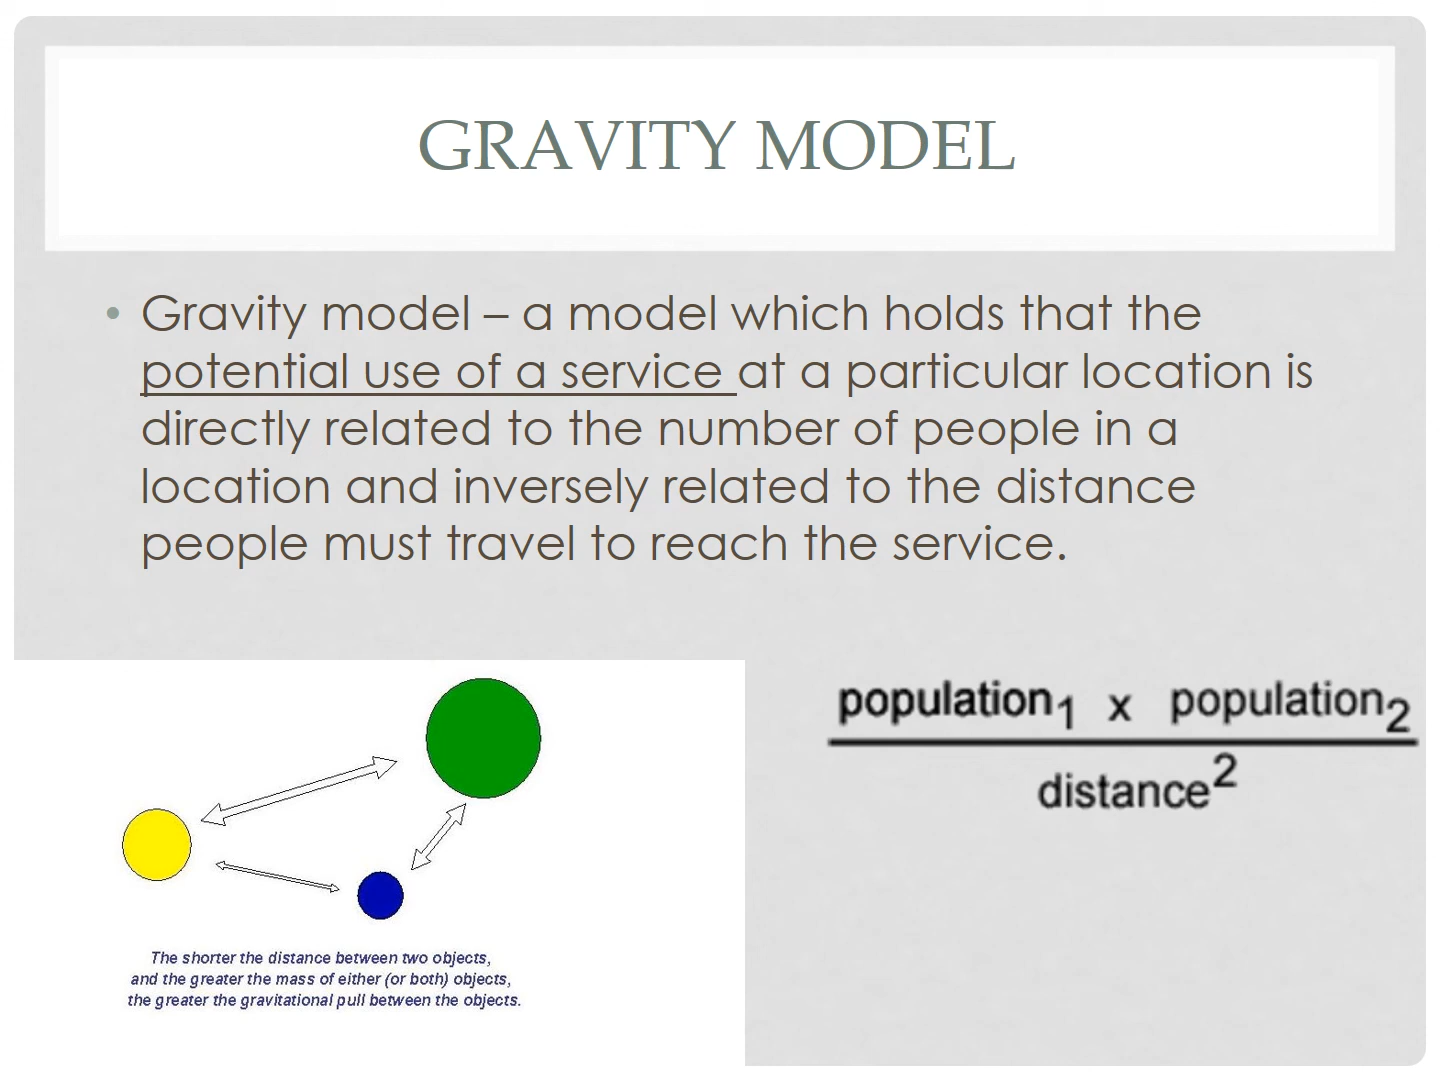 GRAVITY MODEL
• Gravity model – a model which holds that the
potential use of a service at a particular location is
directly related to the number of people in a
location and inversely related to the distance
people must travel to reach the service.
population1 x population2
distance2
The shorter the distance between two objects,
and the greater the mass of either (or both) objects,
the greater the gravitational pull between the objects.